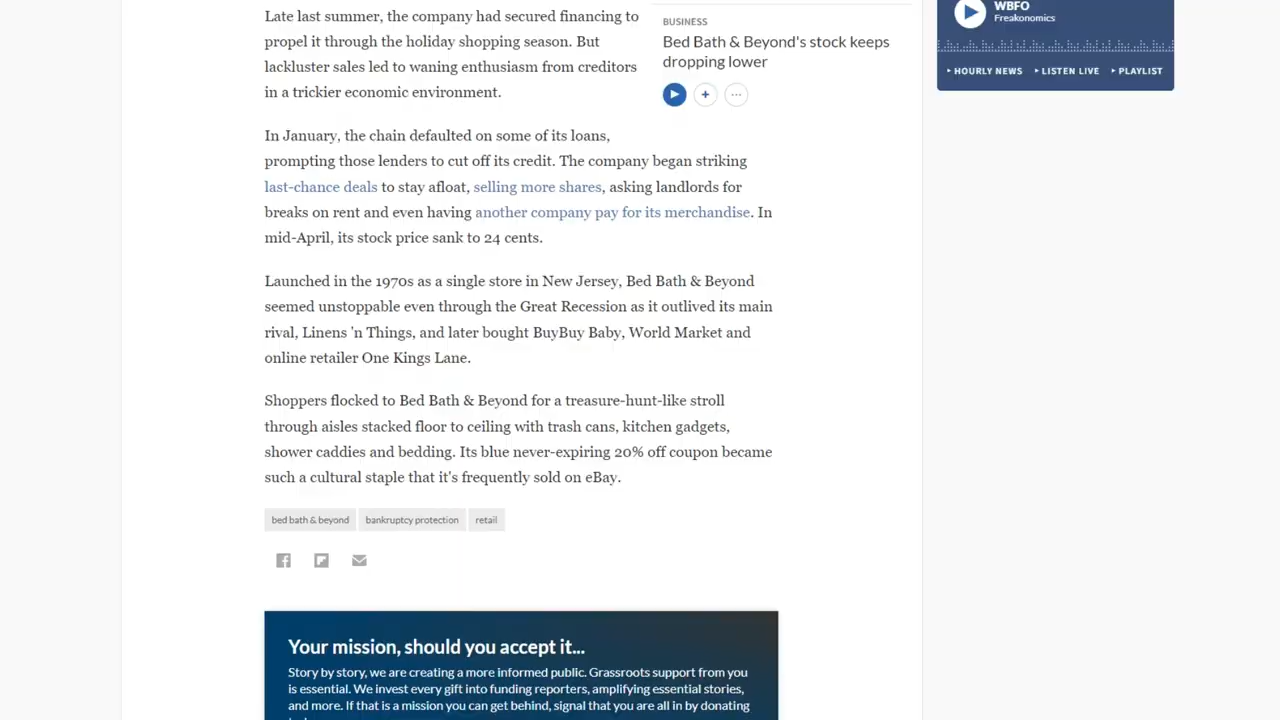 Late last summer, the company had secured financing to
propel it through the holiday shopping season. But
lackluster sales led to waning enthusiasm from creditors
in a trickier economic environment.
BUSINESS
Bed Bath & Beyond's stock keeps
dropping lower
In January, the chain defaulted on some of its loans,
prompting those lenders to cut off its credit. The company began striking
last-chance deals to stay afloat, selling more shares, asking landlords for
breaks on rent and even having another company pay for its merchandise. In
mid-April, its stock price sank to 24 cents.
Launched in the 1970s as a single store in New Jersey, Bed Bath & Beyond
seemed unstoppable even through the Great Recession as it outlived its main
rival, Linens 'n Things, and later bought BuyBuy Baby, World Market and
online retailer One Kings Lane.
Shoppers flocked to Bed Bath & Beyond for a treasure-hunt-like stroll
through aisles stacked floor to ceiling with trash cans, kitchen gadgets,
shower caddies and bedding. Its blue never-expiring 20% off coupon became
such a cultural staple that it's frequently sold on eBay.
bed bath & beyond bankruptcy protection retail
Your mission, should you accept it...
Story by story, we are creating a more informed public. Grassroots support from you
is essential. We invest every gift into funding reporters, amplifying essential stories,
and more. If that is a mission you can get behind, signal that you are all in by donating
WBFO
Freakonomics
HOURLY NEWS LISTEN LIVE PLAYLIST